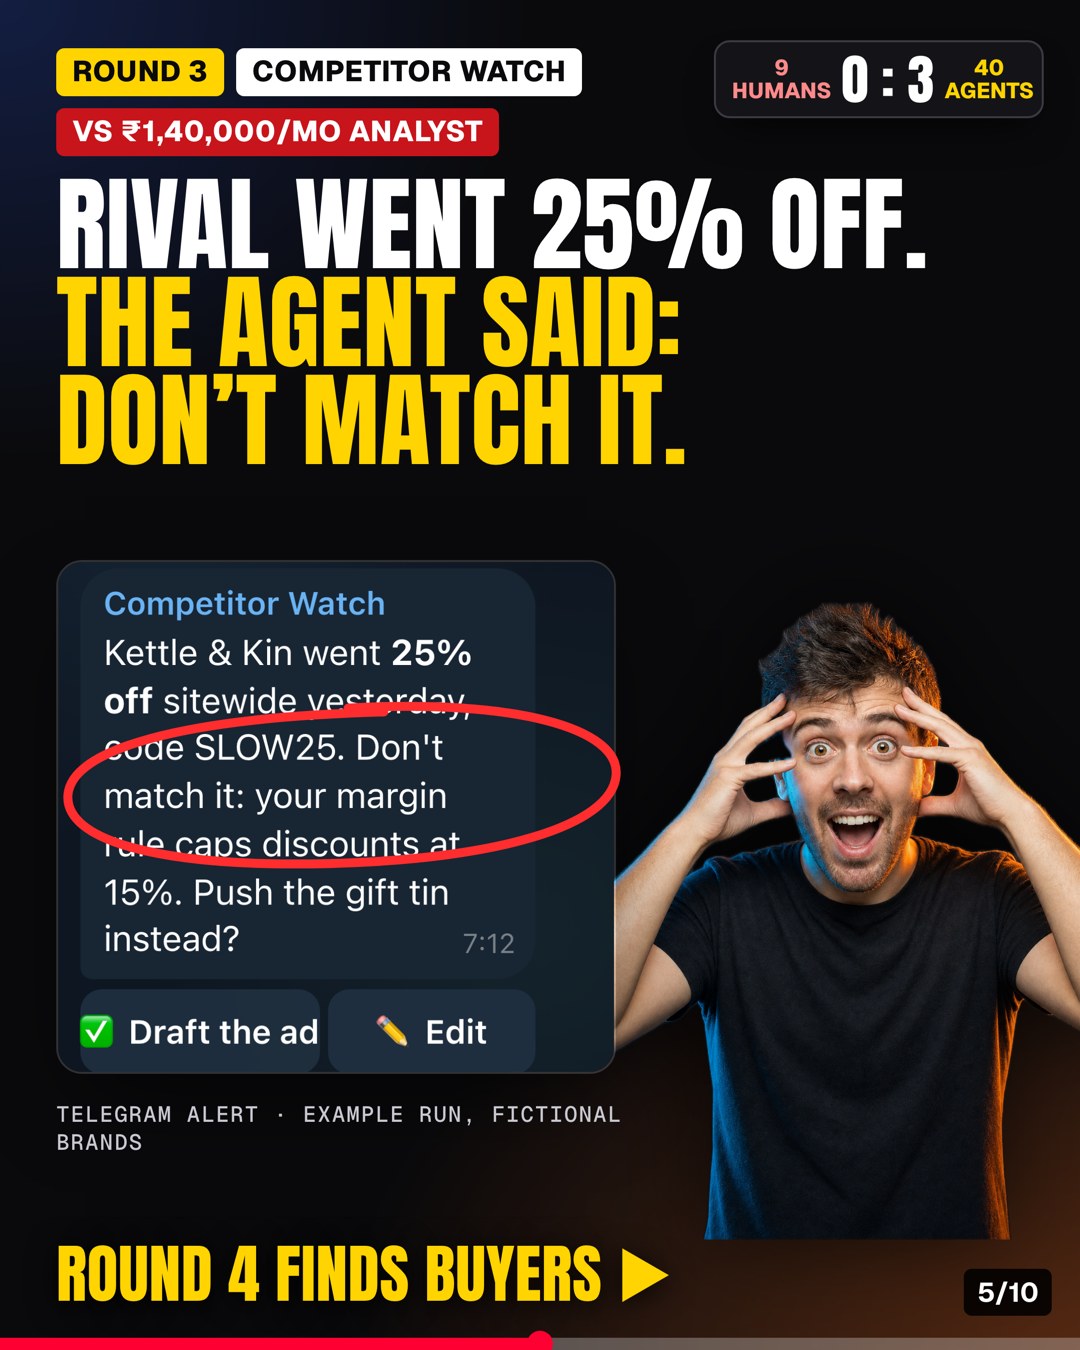 ROUND 3
COMPETITOR WATCH
9
HUMANS
0 : 3
40
AGENTS
VS ₹1,40,000/MO ANALYST
RIVAL WENT 25% OFF.
THE AGENT SAID:
DON’T MATCH IT.
Competitor Watch
Kettle & Kin went 25%
off sitewide yesterday,
code SLOW25. Don't
match it: your margin
rule caps discounts at
15%. Push the gift tin
instead?
7:12
✅ Draft the ad
✏️ Edit
TELEGRAM ALERT · EXAMPLE RUN, FICTIONAL
BRANDS
ROUND 4 FINDS BUYERS ▶
5/10